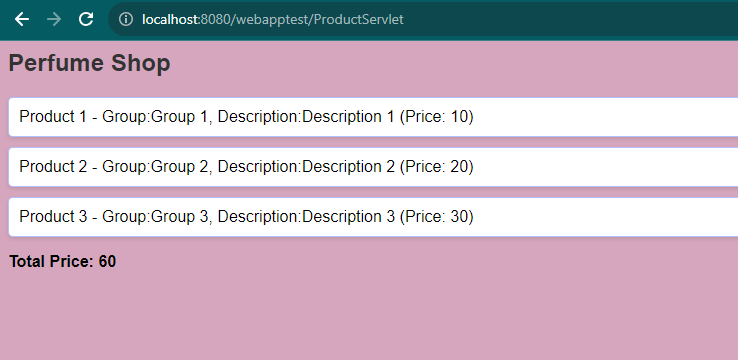 localhost:8080/webapptest/ProductServlet
Perfume Shop
Product 1 - Group:Group 1, Description:Description 1 (Price: 10)
Product 2 - Group:Group 2, Description:Description 2 (Price: 20)
Product 3 - Group:Group 3, Description:Description 3 (Price: 30)
Total Price: 60